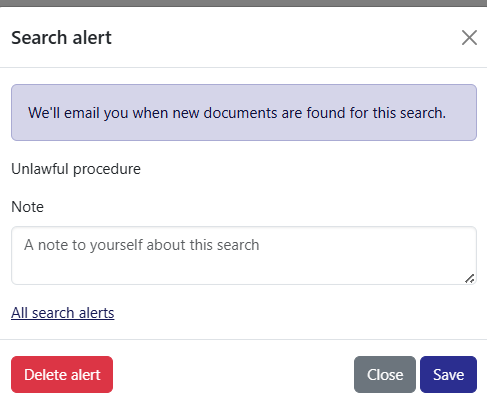 Search alert
We'll email you when new documents are found for this search.
Unlawful procedure
Note
A note to yourself about this search
All search alerts
Delete alert
Close
Save